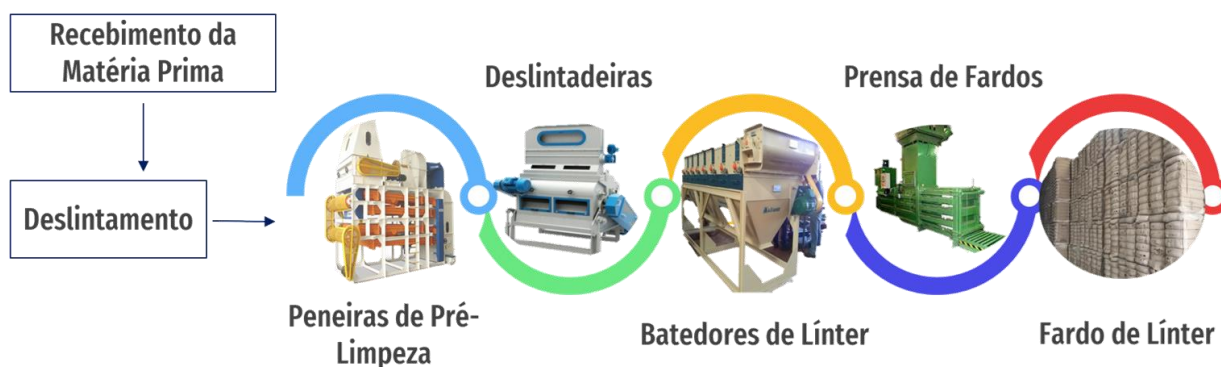 Recebimento da
Matéria Prima
Deslintamento
Deslintadeiras
Prensa de Fardos
Peneiras de Pré-
Limpeza
Batedores de Línter
Fardo de Línter